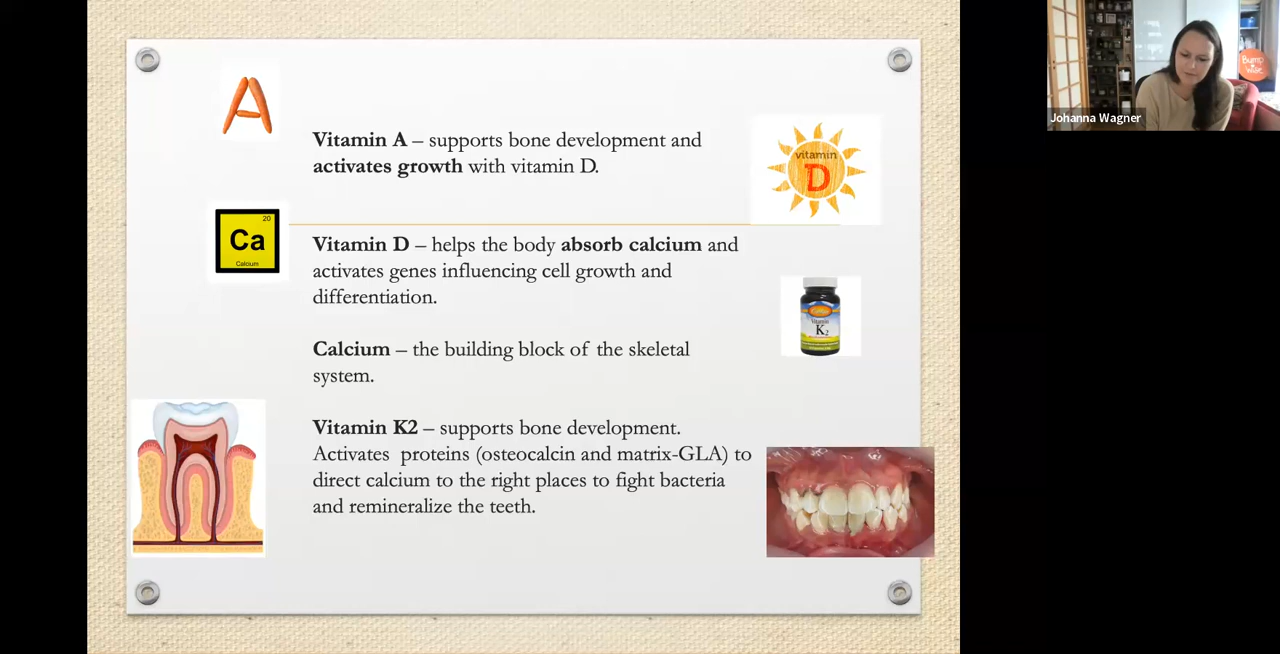 Vitamin A – supports bone development and
activates growth with vitamin D.
vitamin
D
20
Ca
Calcium
Vitamin D – helps the body absorb calcium and
activates genes influencing cell growth and
differentiation.
Vitamin
K2
Calcium – the building block of the skeletal
system.
Vitamin K2 – supports bone development.
Activates proteins (osteocalcin and matrix-GLA) to
direct calcium to the right places to fight bacteria
and remineralize the teeth.
Bump
Wise
Johanna Wagner